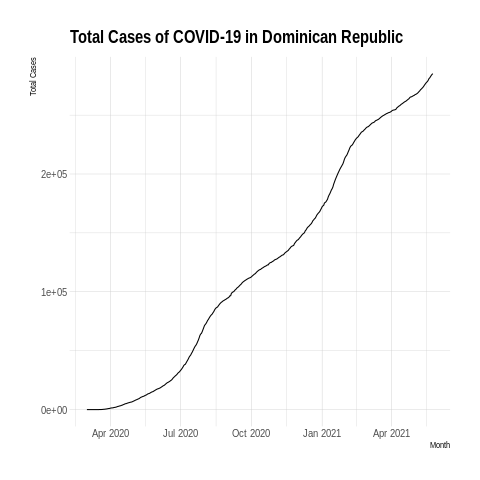 Total Cases of COVID-19 in Dominican Republic
Total Cases
2e+05
1e+05
0e+00
Apr 2020 Jul 2020 Oct 2020 Jan 2021 Apr 2021
Month